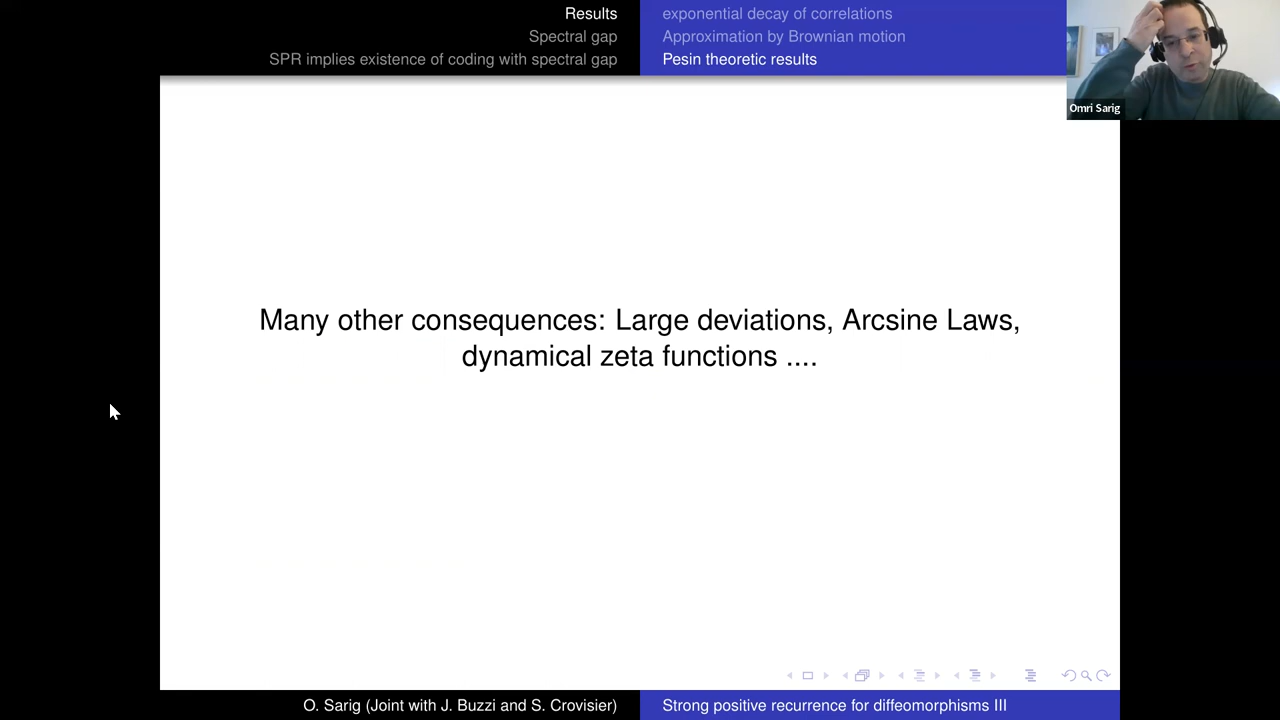 Results
Spectral gap
SPR implies existence of coding with spectral gap
exponential decay of correlations
Approximation by Brownian motion
Pesin theoretic results
Omri Sarig
Many other consequences: Large deviations, Arcsine Laws,
dynamical zeta functions ....
O. Sarig (Joint with J. Buzzi and S. Crovisier)
Strong positive recurrence for diffeomorphisms III